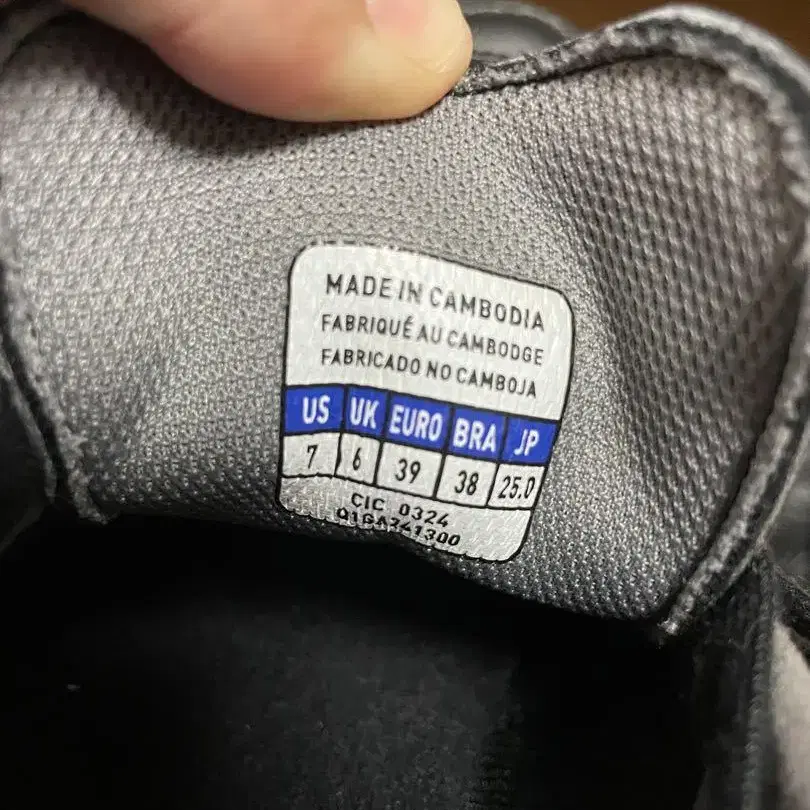 MADE IN CAMBODIA
FABRIQUÉ AU CAMBODGE
FABRICADO NO CAMBOJA
US UK EURO BRA JP
7 6 39 38 25.0
CIC 0324
Q1GA241300